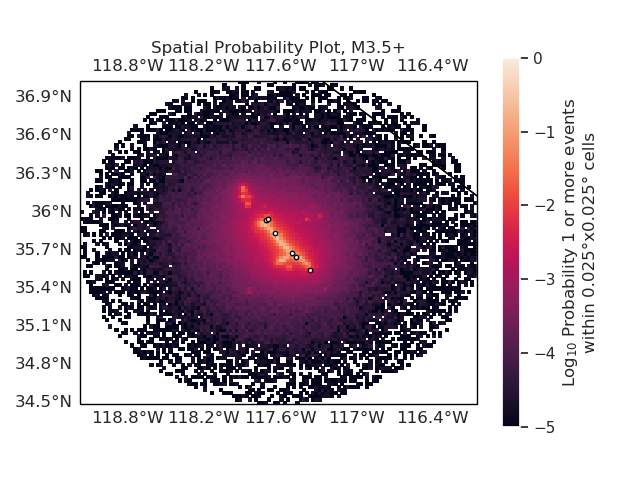 Spatial Probability Plot, M3.5+
118.8°W 118.2°W 117.6°W 117°W 116.4°W
36.9°N
36.6°N
36.3°N
36°N
35.7°N
35.4°N
35.1°N
34.8°N
34.5°N
118.8°W 118.2°W 117.6°W 117°W 116.4°W
0
−1
−2
−3
−4
−5
Log₁₀ Probability 1 or more events
within 0.025°x0.025° cells